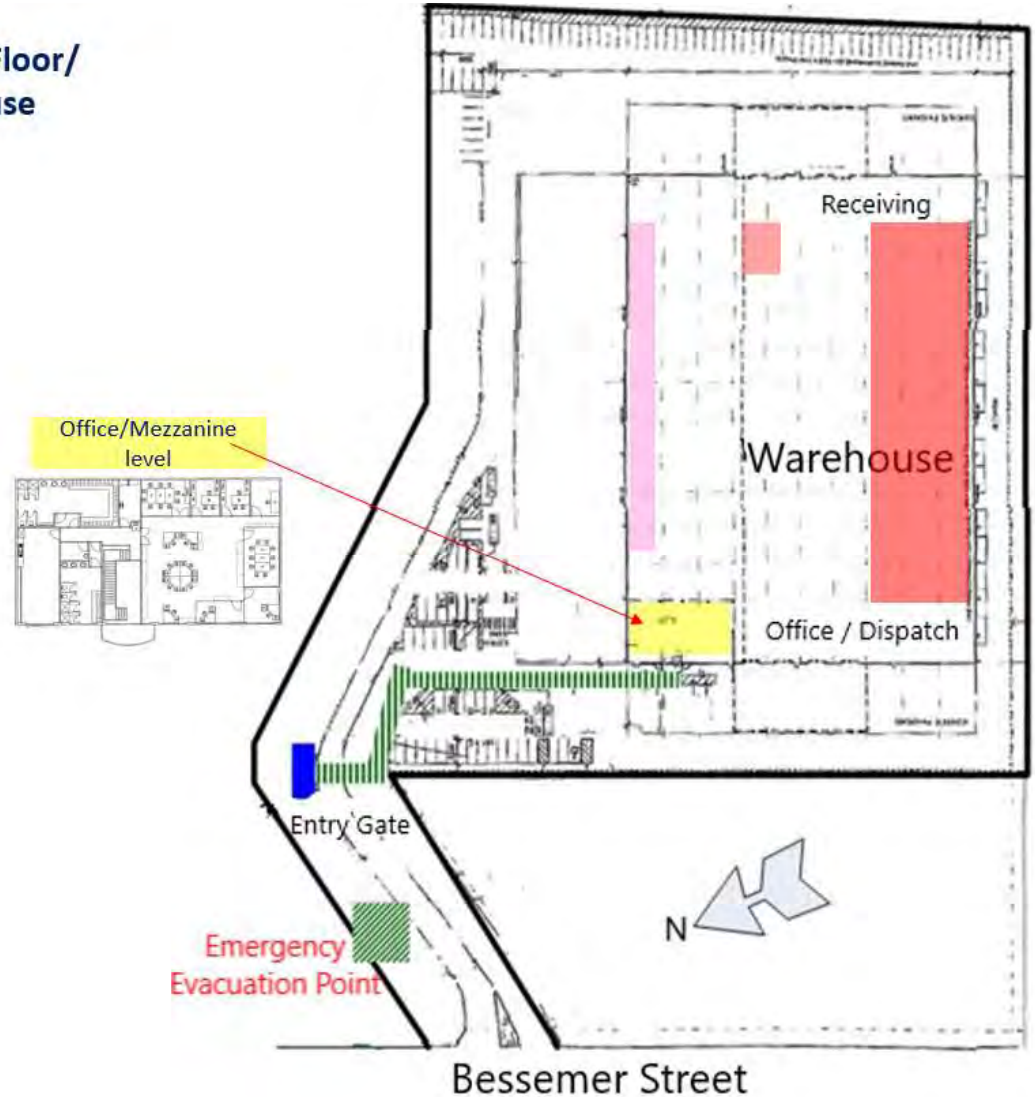 Floor/
use
Receiving
Office/Mezzanine
level
Warehouse
Office / Dispatch
Entry Gate
N
Emergency
Evacuation Point
Bessemer Street